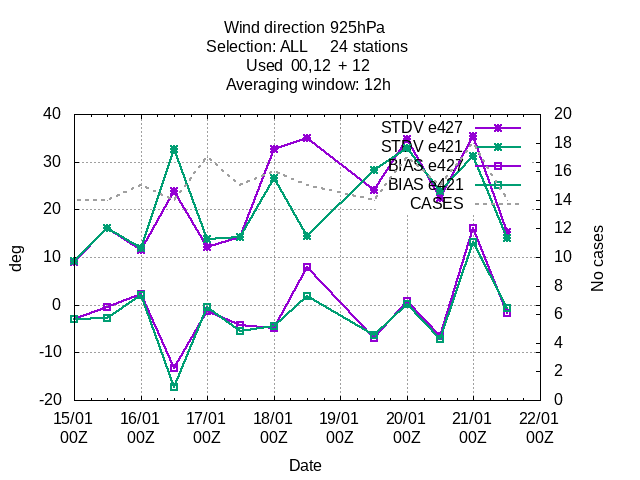 Wind direction 925hPa
Selection: ALL     24 stations
Used  00,12  + 12
Averaging window: 12h
STDV e427
STDV e421
BIAS e427
BIAS e421
CASES
40
30
20
10
0
-10
-20
deg
20
18
16
14
12
10
8
6
4
2
0
No cases
15/01 16/01 17/01 18/01 19/01 20/01 21/01 22/01
00Z 00Z 00Z 00Z 00Z 00Z 00Z 00Z
Date